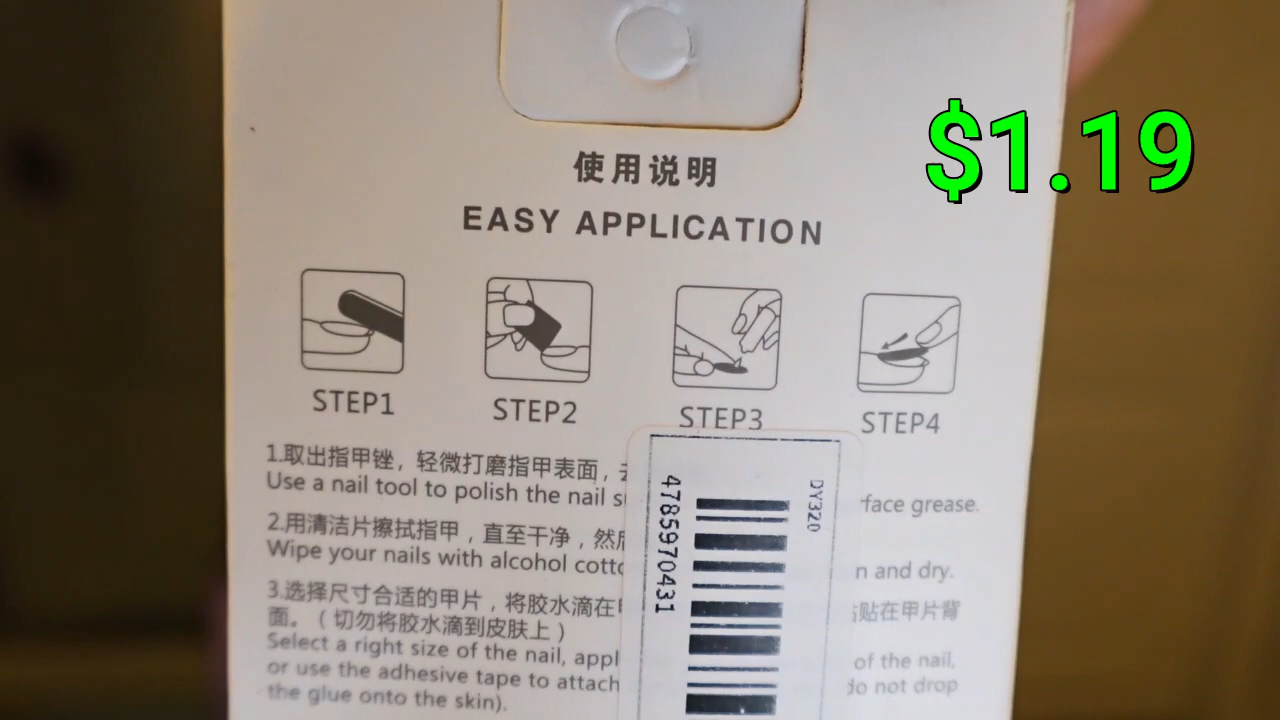 $1.19
使用说明
EASY APPLICATION
STEP1 STEP2 STEP3 STEP4
1.取出指甲锉，轻微打磨指甲表面，
Use a nail tool to polish the nail face grease.
2.用清洁片擦拭指甲，直至干净，然后
Wipe your nails with alcohol and dry.
3.选择尺寸合适的甲片，将胶水滴在 贴在甲片背
面。（切勿将胶水滴到皮肤上）
Select a right size of the nail, of the nail,
or use the adhesive tape to attach do not drop
the glue onto the skin).
4785970431
DY320